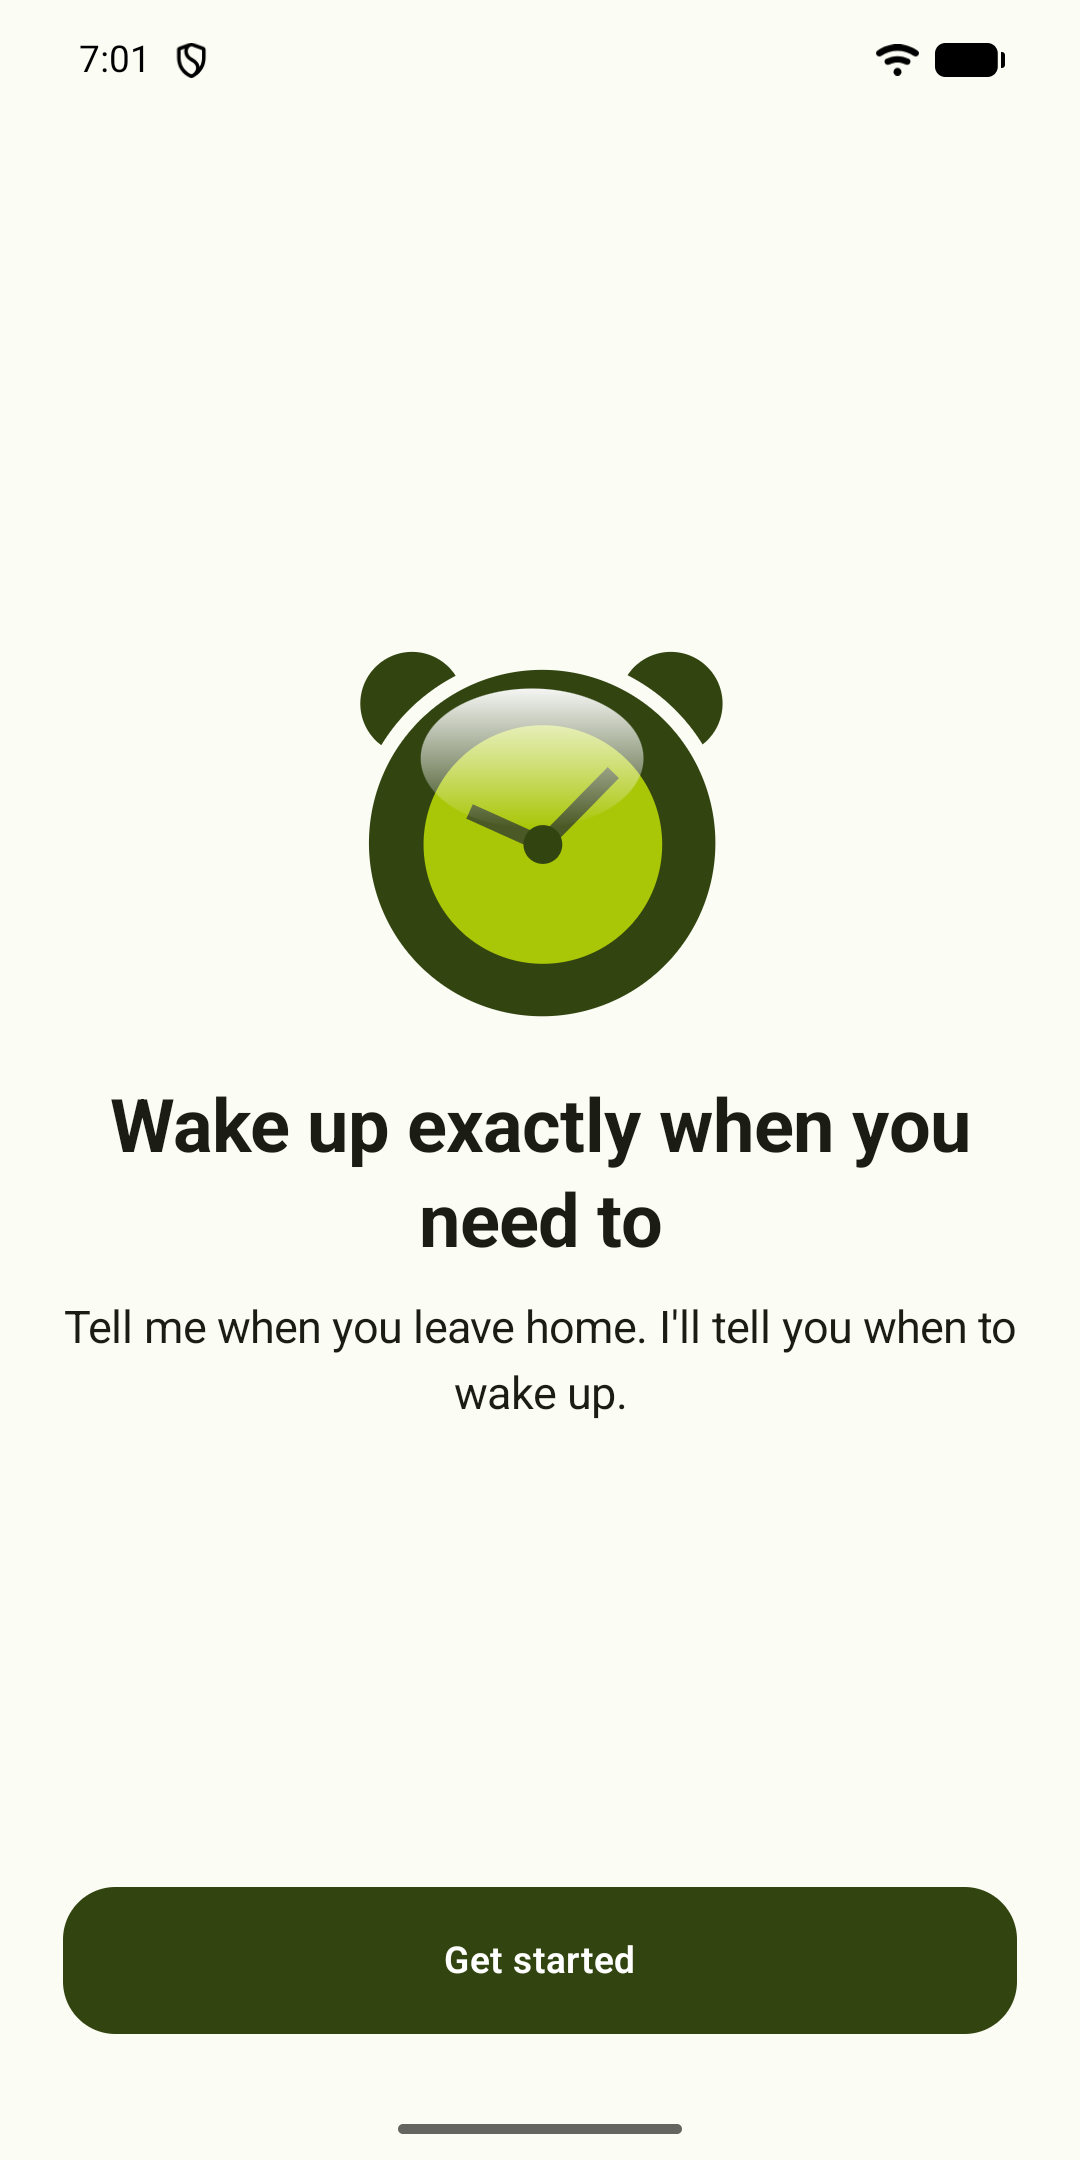 7:01
Wake up exactly when you
need to
Tell me when you leave home. I'll tell you when to
wake up.
Get started